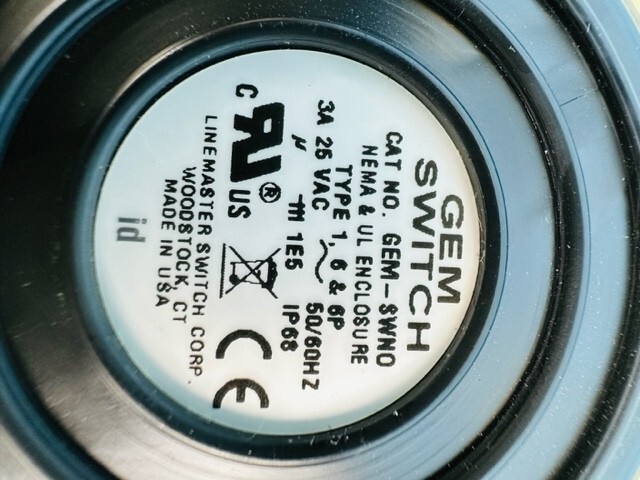 GEM
SWITCH
CAT NO. GEM-SWNO
NEMA & UL ENCLOSURE
TYPE 1, 6 & 6P
3A 25 VAC ~ 50/60HZ
µ 1E5 IP68
c RU ® US
CE
LINEMASTER SWITCH CORP.
WOODSTOCK, CT
MADE IN USA
id